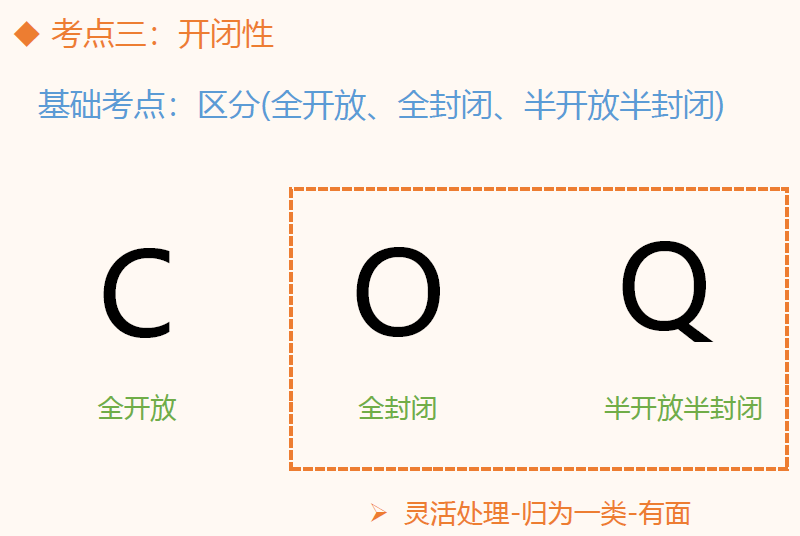 ◆ 考点三：开闭性
基础考点：区分(全开放、全封闭、半开放半封闭)
C O Q
全开放 全封闭 半开放半封闭
➢ 灵活处理-归为一类-有面